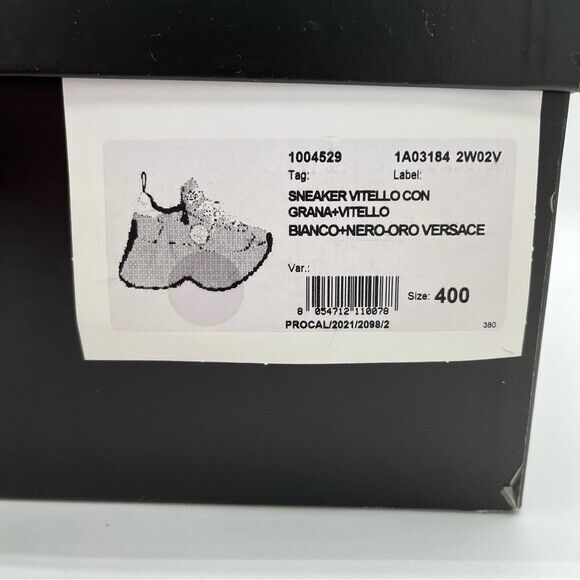 1004529 1A03184 2W02V
Tag: Label:
SNEAKER VITELLO CON
GRANA+VITELLO
BIANCO+NERO-ORO VERSACE
Var.:
Size: 400
8 054712 110078
PROCAL/2021/2098/2
380